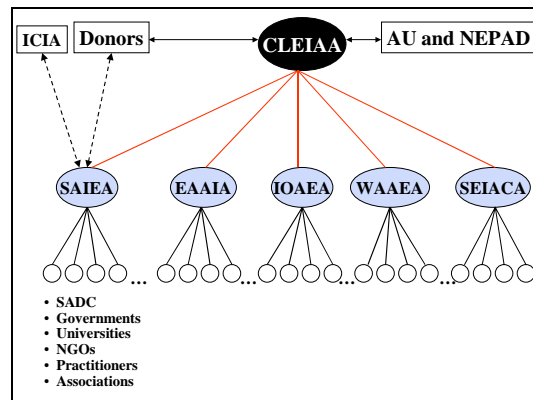 ICIA
Donors
CLEIAA
AU and NEPAD
SAIEA
EAAIA
IOAEA
WAAEA
SEIACA
... ... ... ... ...
• SADC
• Governments
• Universities
• NGOs
• Practitioners
• Associations